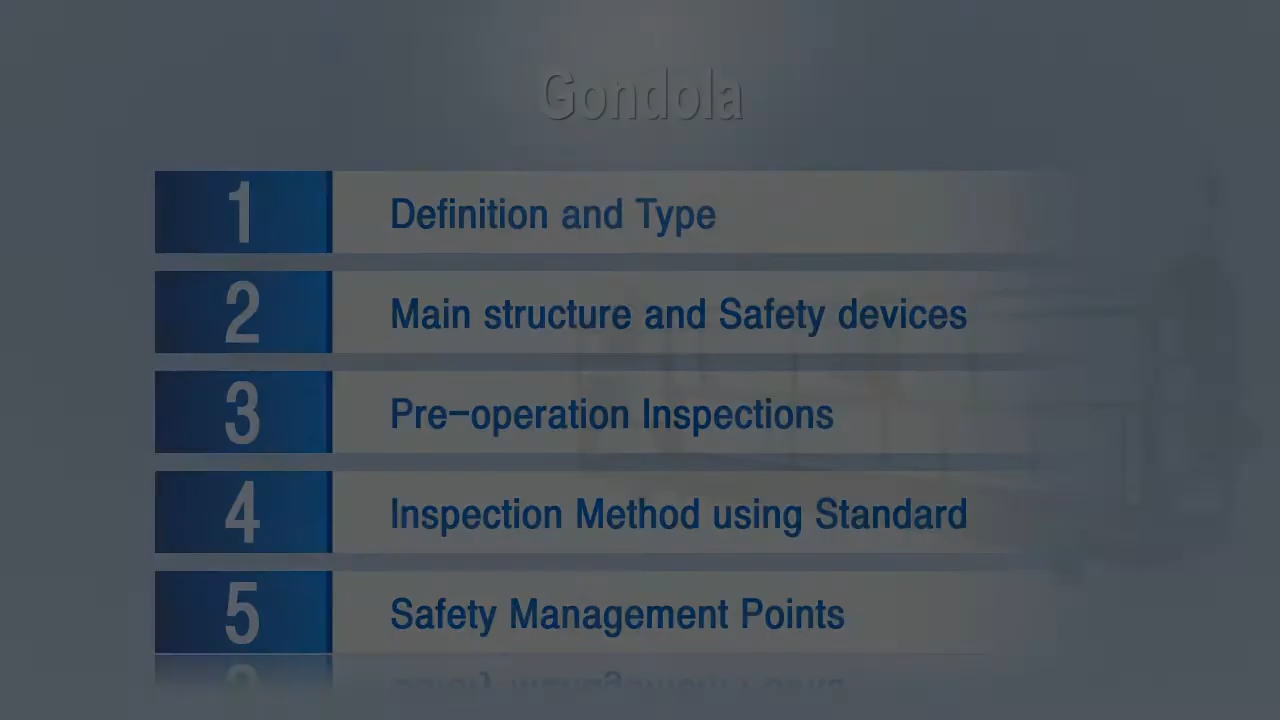 Gondola
1 Definition and Type
2 Main structure and Safety devices
3 Pre-operation Inspections
4 Inspection Method using Standard
5 Safety Management Points